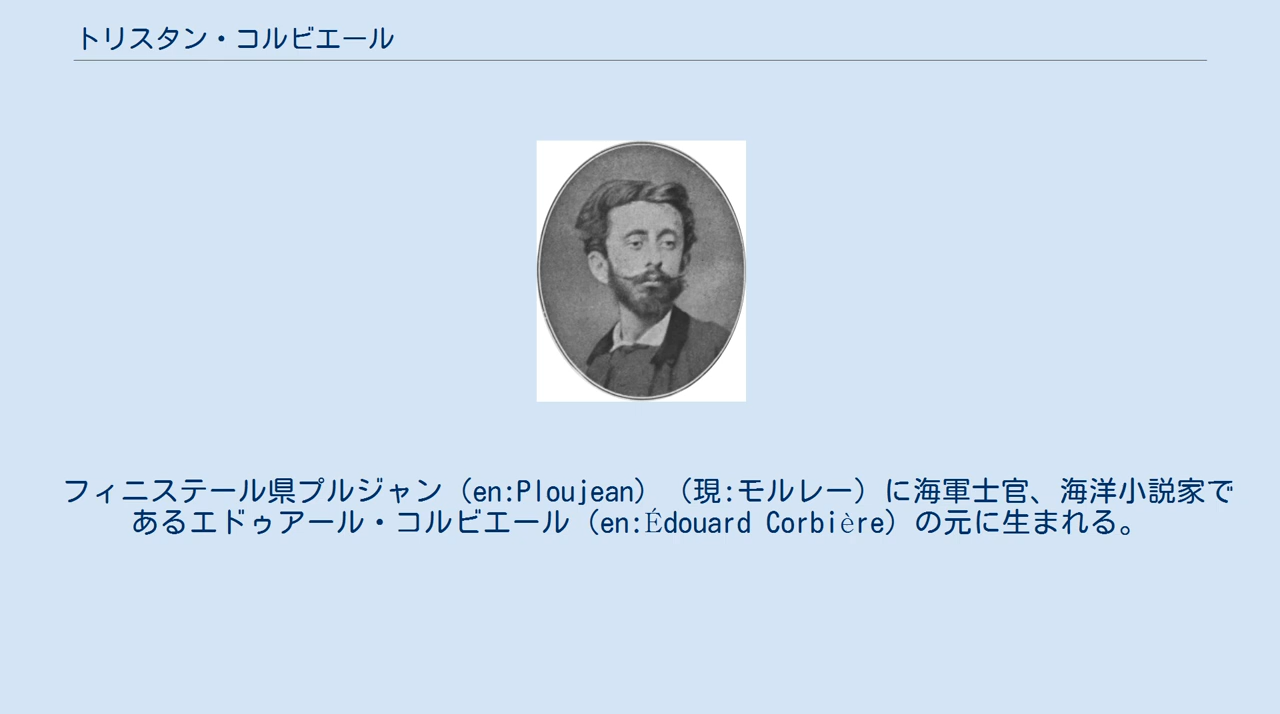 トリスタン・コルビエール
フィニステール県プルジャン（en:Ploujean）（現:モルレー）に海軍士官、海洋小説家で
あるエドゥアール・コルビエール（en:Édouard Corbière）の元に生まれる。